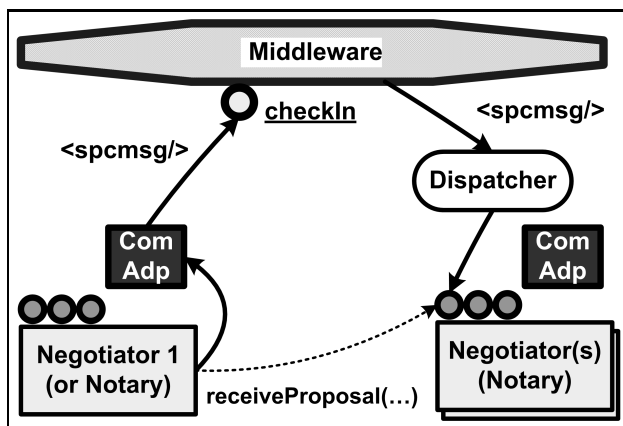 Middleware
checkIn
<spcmsg/>
<spcmsg/>
Dispatcher
Com
Adp
Com
Adp
Negotiator 1
(or Notary)
Negotiator(s)
(Notary)
receiveProposal(...)